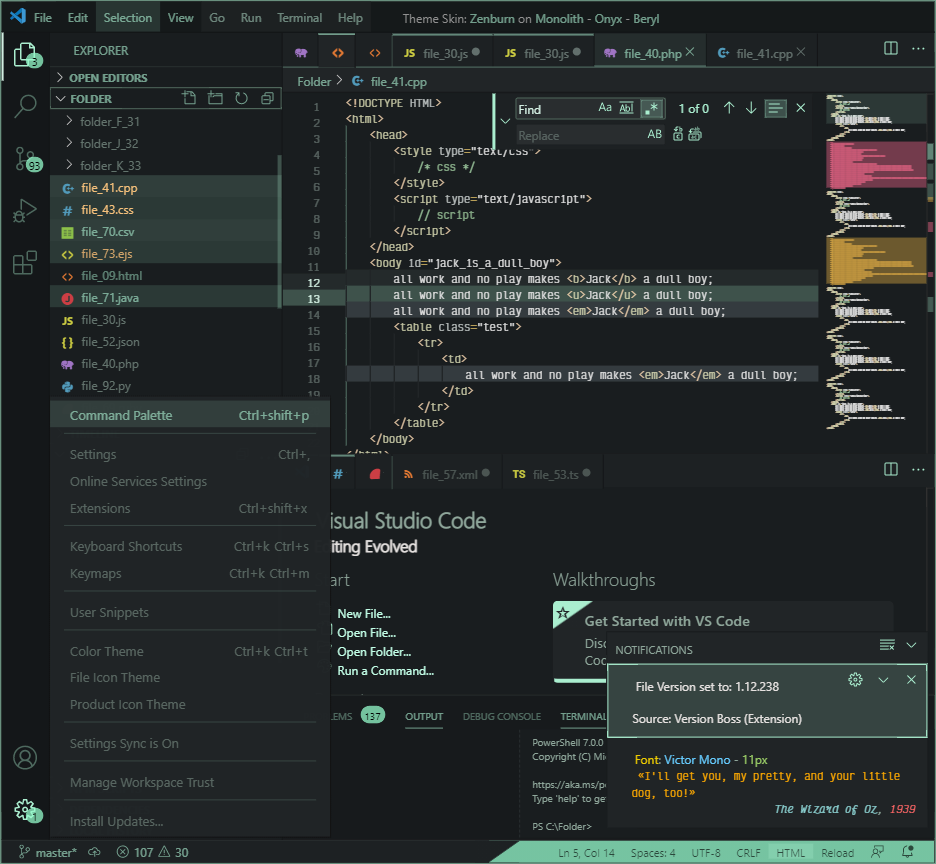 File Edit Selection View Go Run Terminal Help Theme Skin: Zenburn on Monolith - Onyx - Beryl
EXPLORER
3
OPEN EDITORS
FOLDER
folder_F_31
folder_J_32
folder_K_33
file_41.cpp
file_43.css
file_70.csv
file_73.ejs
file_09.html
file_71.java
file_30.js
file_52.json
file_40.php
file_92.py
93
JS file_30.js JS file_30.js file_40.php file_41.cpp
Folder > file_41.cpp
Find Aa Abl .* 1 of 0
Replace AB
1 <!DOCTYPE HTML>
2 <html>
3 <head>
4 <style type="text/css">
5 /* css */
6 </style>
7 <script type="text/javascript">
8 // script
9 </script>
10 </head>
11 <body id="jack_is_a_dull_boy">
12 all work and no play makes <b>Jack</b> a dull boy;
13 all work and no play makes <u>Jack</u> a dull boy;
14 all work and no play makes <em>Jack</em> a dull boy;
15 <table class="test">
16 <tr>
17 <td>
18 all work and no play makes <em>Jack</em> a dull boy;
19 </td>
</tr>
</table>
</body>
</html>
Command Palette Ctrl+shift+p
Settings Ctrl+,
Online Services Settings
Extensions Ctrl+shift+x
Keyboard Shortcuts Ctrl+k Ctrl+s
Keymaps Ctrl+k Ctrl+m
User Snippets
Color Theme Ctrl+k Ctrl+t
File Icon Theme
Product Icon Theme
Settings Sync is On
Manage Workspace Trust
Install Updates...
1
# file_57.xml TS file_53.ts
isual Studio Code
iting Evolved
art
New File...
Open File...
Open Folder...
Run a Command...
Walkthroughs
Get Started with VS Code
Disc
Coc
LEMS 137 OUTPUT DEBUG CONSOLE TERMINAL
PowerShell 7.0.0
Copyright (C) Mi
https://aka.ms/p
Type 'help' to ge
PS C:\Folder>
NOTIFICATIONS
File Version set to: 1.12.238
Source: Version Boss (Extension)
Font: Victor Mono - 11px
«I'll get you, my pretty, and your little
dog, too!»
The Wizard of Oz, 1939
master* 107 30 Ln 5, Col 14 Spaces: 4 UTF-8 CRLF HTML Reload